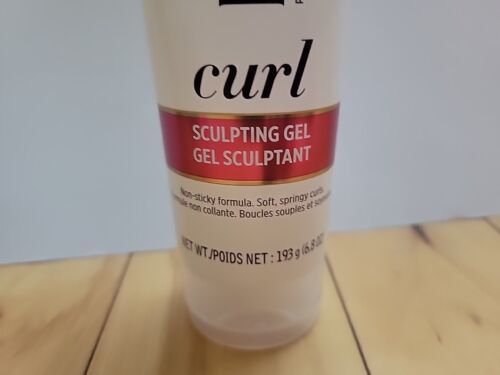 curl
SCULPTING GEL
GEL SCULPTANT
Non-sticky formula. Soft, springy curls.
non collante. Boucles souples et
NET WT./POIDS NET : 193 g (6.8 OZ